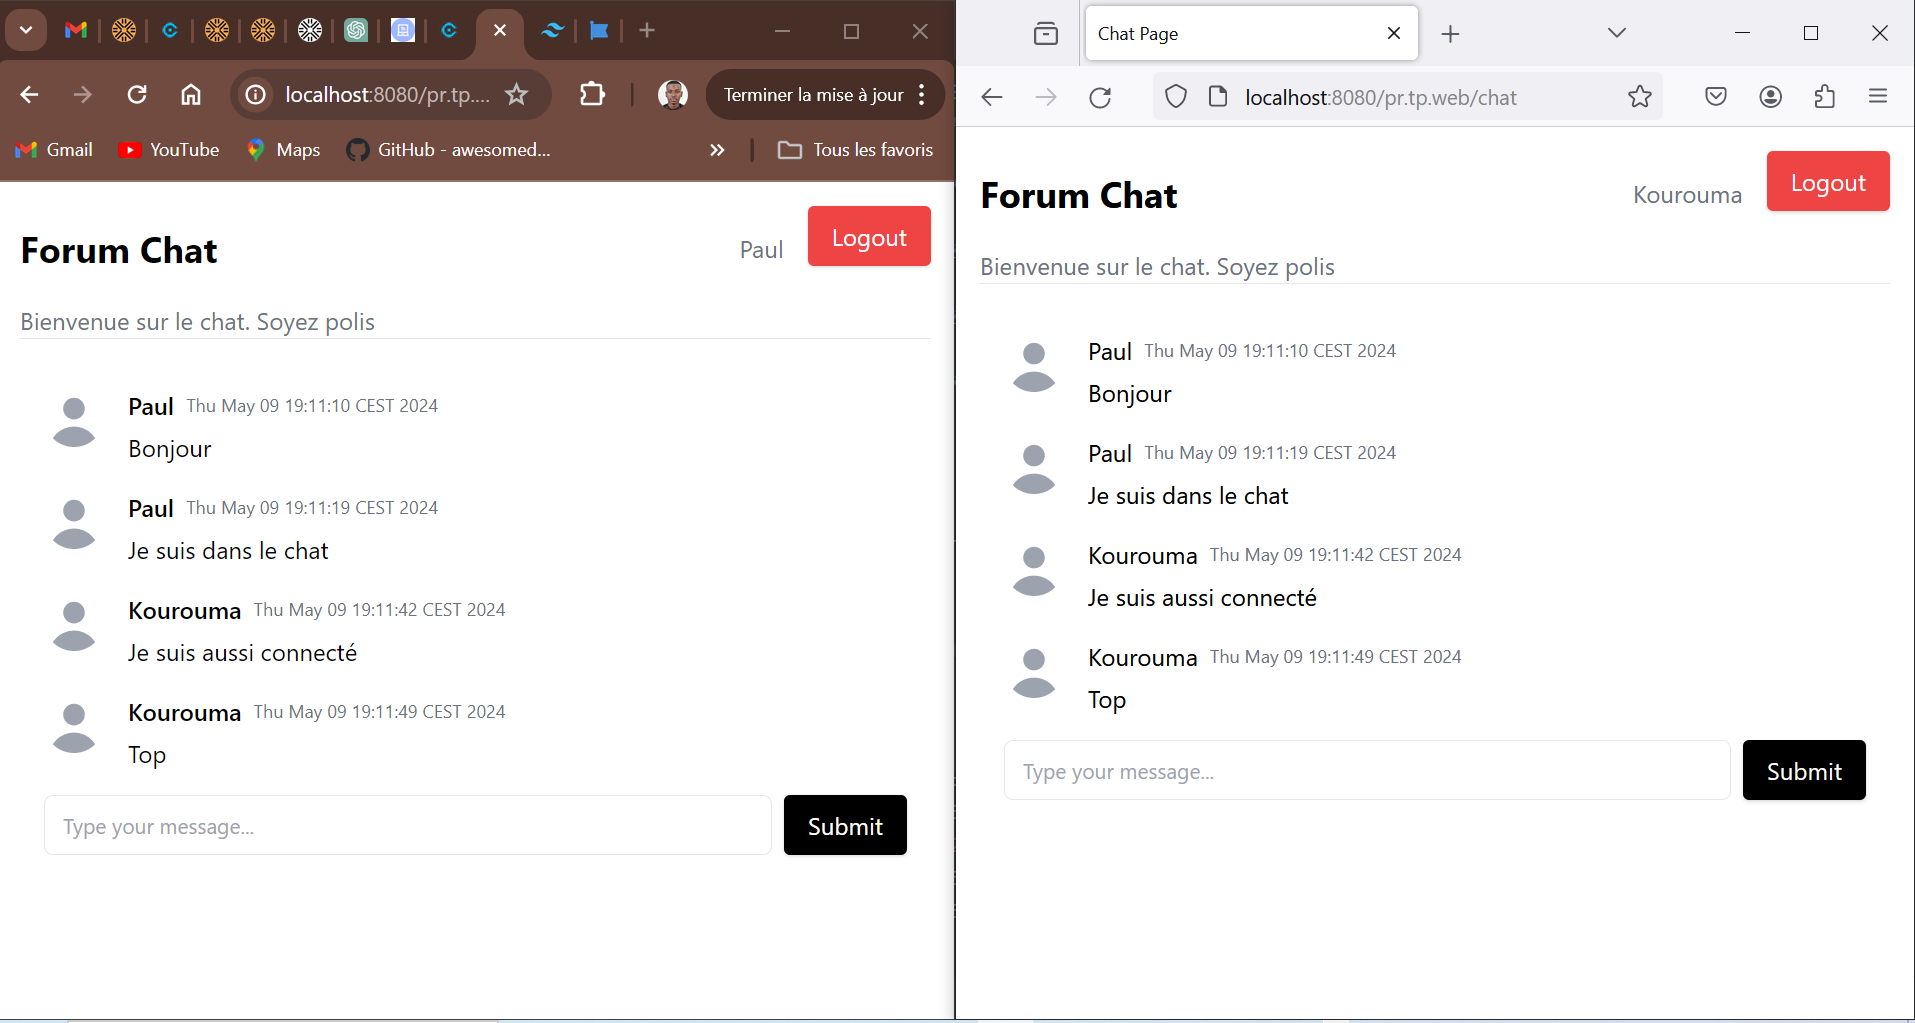 localhost:8080/pr.tp....
Terminer la mise à jour
Gmail
YouTube
Maps
GitHub - awesomed...
Tous les favoris
Forum Chat
Paul
Logout
Bienvenue sur le chat. Soyez polis
Paul Thu May 09 19:11:10 CEST 2024
Bonjour
Paul Thu May 09 19:11:19 CEST 2024
Je suis dans le chat
Kourouma Thu May 09 19:11:42 CEST 2024
Je suis aussi connecté
Kourouma Thu May 09 19:11:49 CEST 2024
Top
Type your message...
Submit
Chat Page
localhost:8080/pr.tp.web/chat
Forum Chat
Kourouma
Logout
Bienvenue sur le chat. Soyez polis
Paul Thu May 09 19:11:10 CEST 2024
Bonjour
Paul Thu May 09 19:11:19 CEST 2024
Je suis dans le chat
Kourouma Thu May 09 19:11:42 CEST 2024
Je suis aussi connecté
Kourouma Thu May 09 19:11:49 CEST 2024
Top
Type your message...
Submit